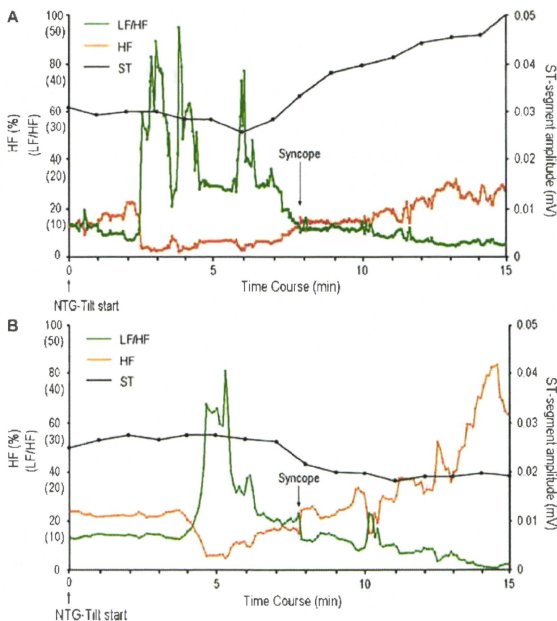 A
100
(50)
80
(40)
60
(30)
40
(20)
20
(10)
0
HF (%)
(LF/HF)
LF/HF
HF
ST
Syncope
0.05
0.04
0.03
0.02
0.01
0
ST-segment amplitude (mV)
0
5
10
15
Time Course (min)
NTG-Tilt start
B
100
(50)
80
(40)
60
(30)
40
(20)
20
(10)
0
HF (%)
(LF/HF)
LF/HF
HF
ST
Syncope
0.05
0.04
0.03
0.02
0.01
0
ST-segment amplitude (mV)
0
5
10
15
Time Course (min)
NTG-Tilt start